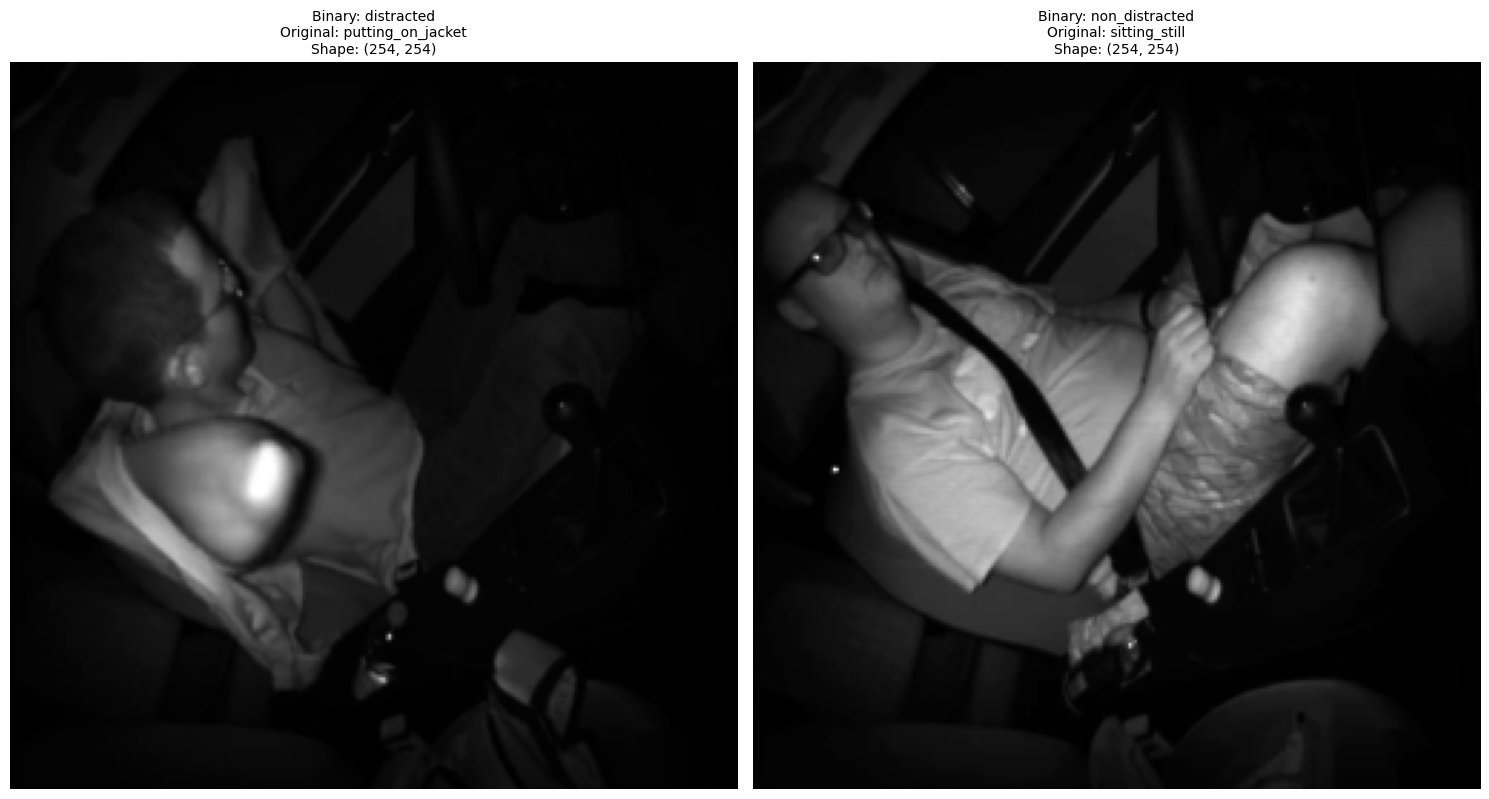 Binary: distracted
Original: putting_on_jacket
Shape: (254, 254)
Binary: non_distracted
Original: sitting_still
Shape: (254, 254)